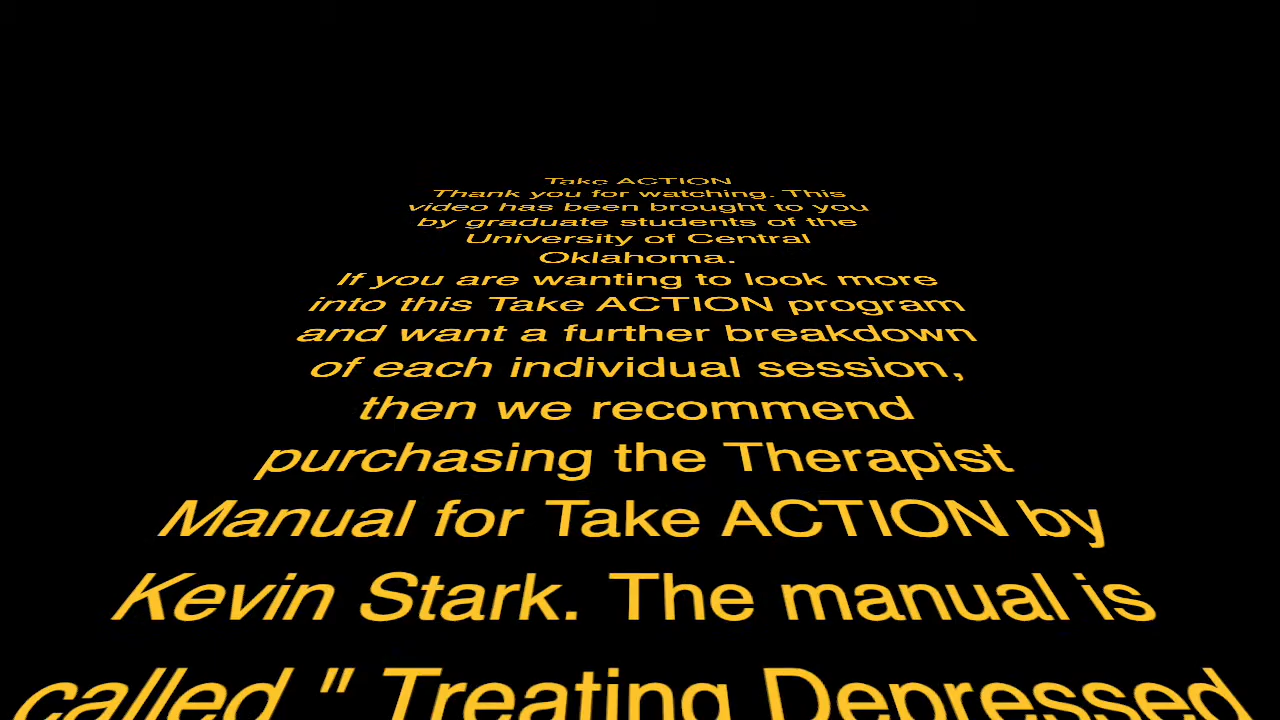 Take ACTION
Thank you for watching. This
video has been brought to you
by graduate students of the
University of Central
Oklahoma.
If you are wanting to look more
into this Take ACTION program
and want a further breakdown
of each individual session,
then we recommend
purchasing the Therapist
Manual for Take ACTION by
Kevin Stark. The manual is
called " Treating Depressed